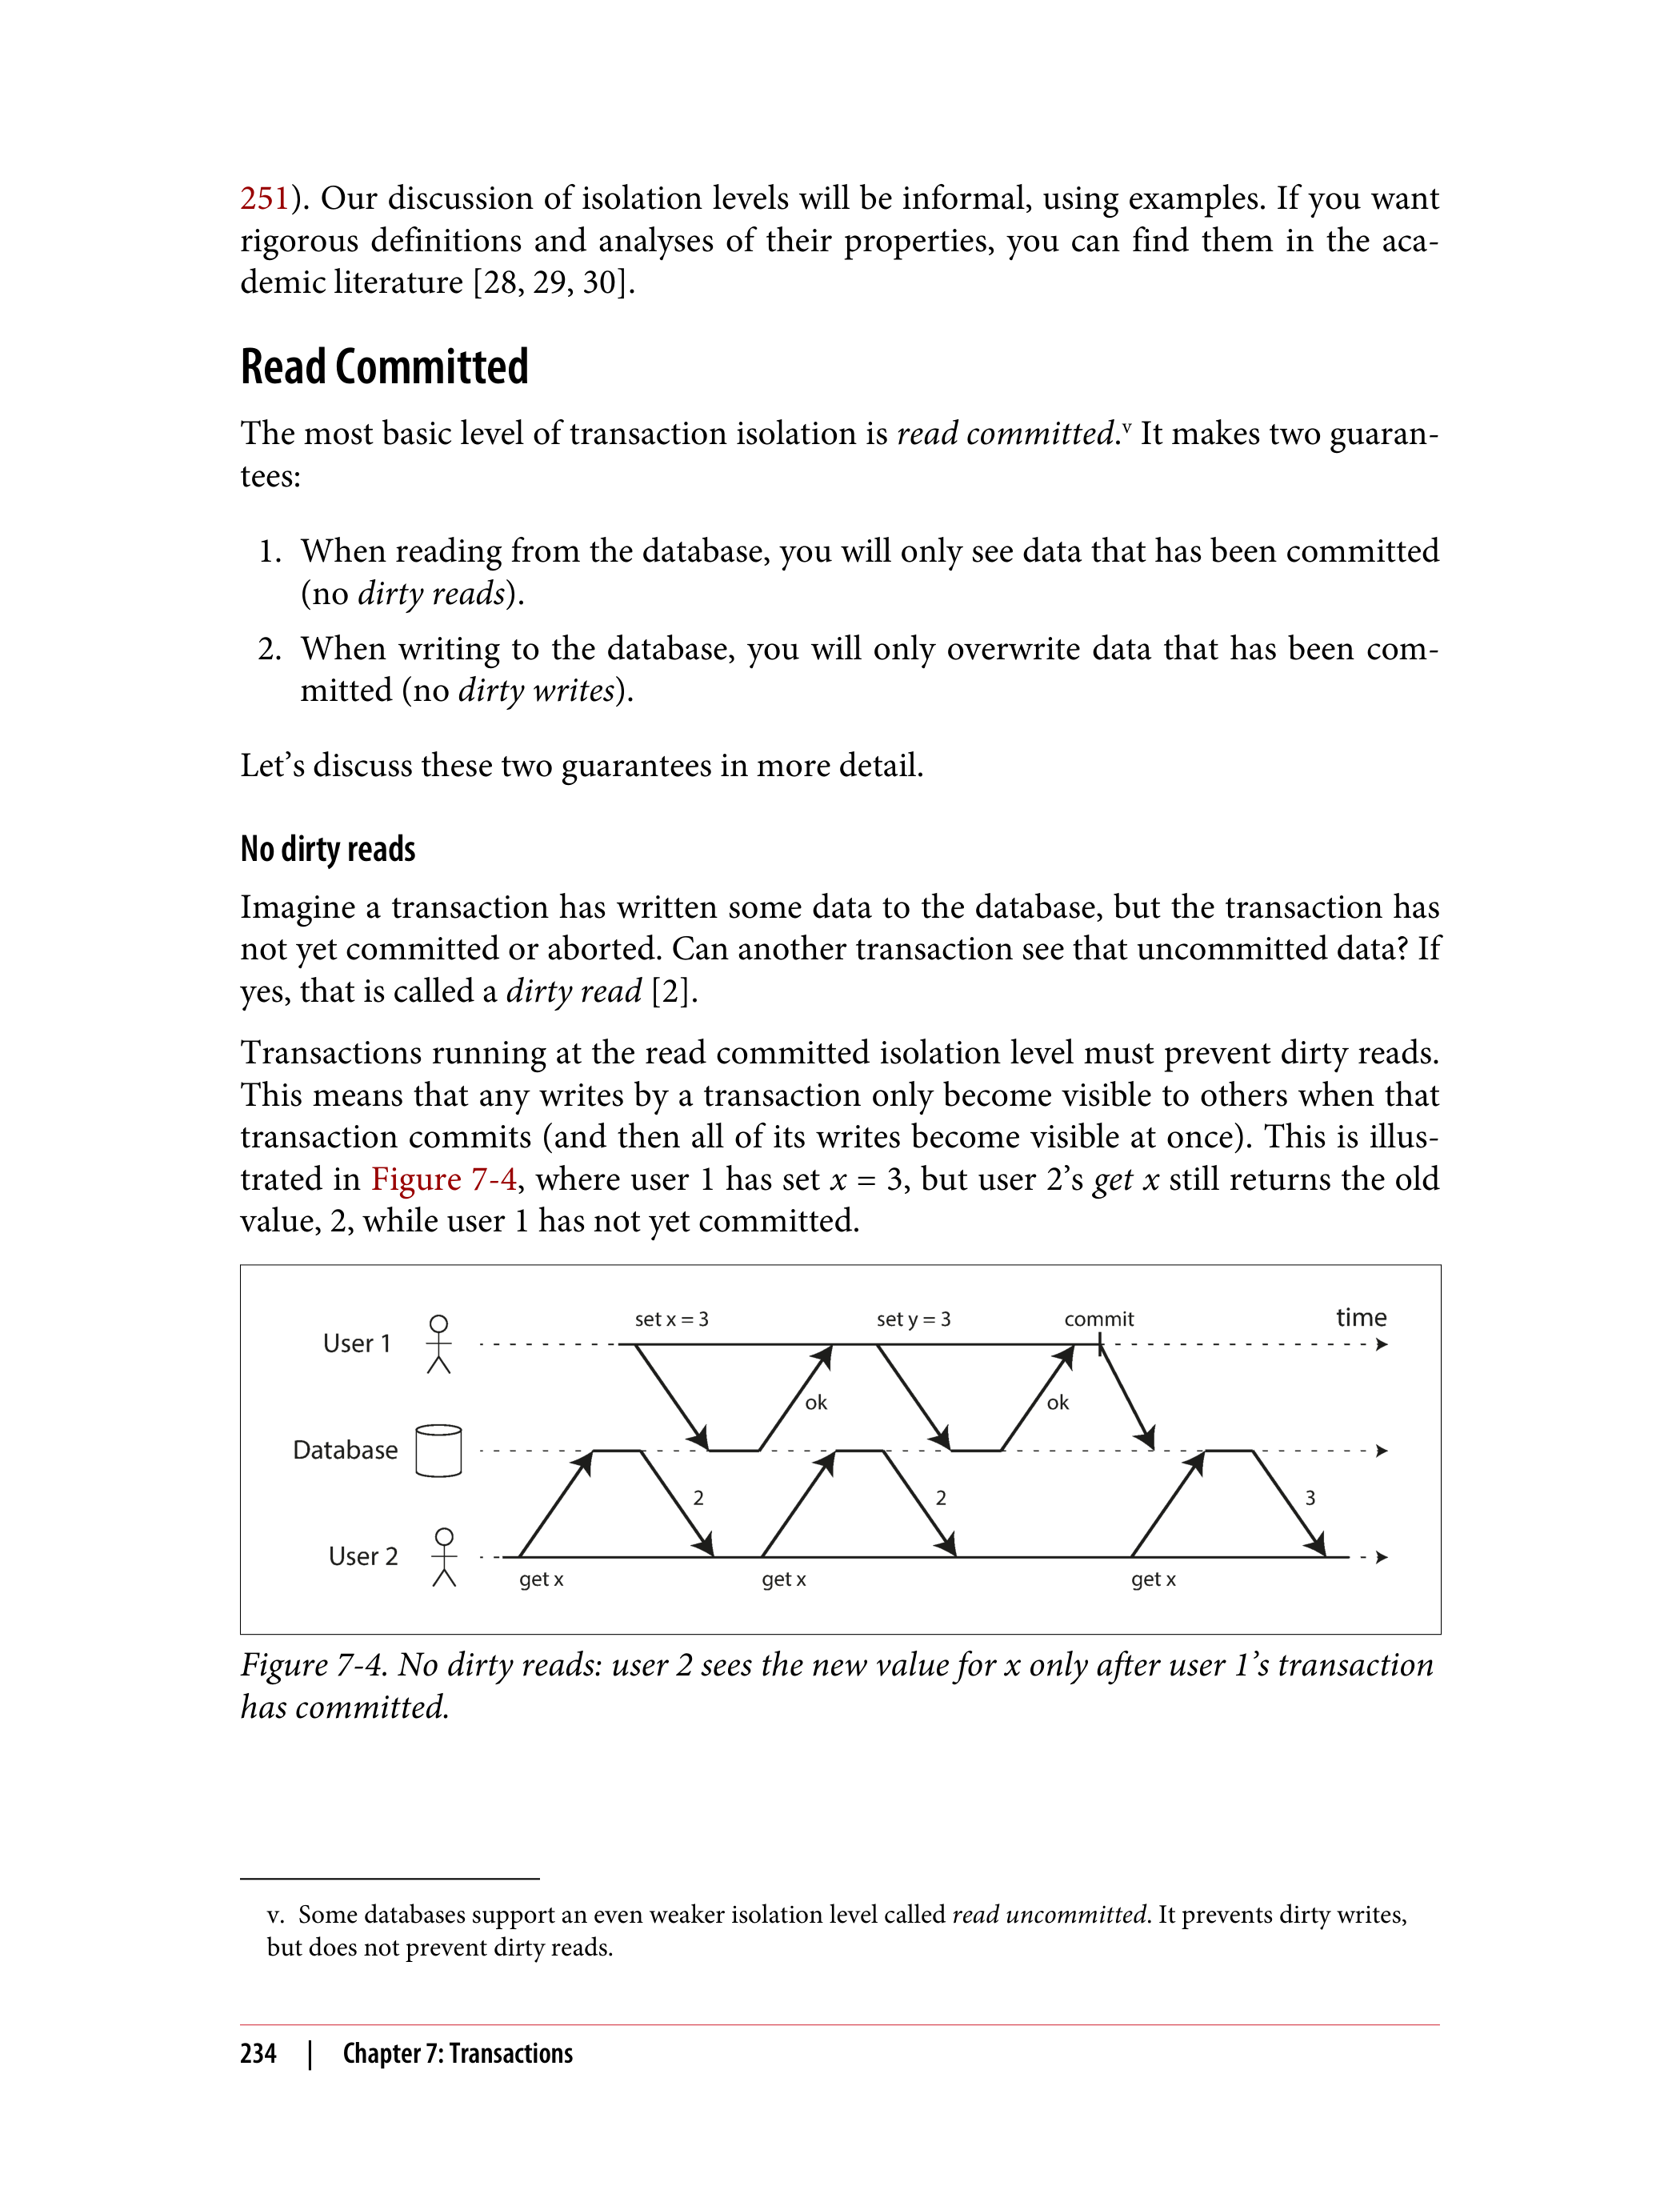 251). Our discussion of isolation levels will be informal, using examples. If you want
rigorous definitions and analyses of their properties, you can find them in the aca-
demic literature [28, 29, 30].
Read Committed
The most basic level of transaction isolation is read committed.v It makes two guaran-
tees:
1. When reading from the database, you will only see data that has been committed
(no dirty reads).
2. When writing to the database, you will only overwrite data that has been com-
mitted (no dirty writes).
Let’s discuss these two guarantees in more detail.
No dirty reads
Imagine a transaction has written some data to the database, but the transaction has
not yet committed or aborted. Can another transaction see that uncommitted data? If
yes, that is called a dirty read [2].
Transactions running at the read committed isolation level must prevent dirty reads.
This means that any writes by a transaction only become visible to others when that
transaction commits (and then all of its writes become visible at once). This is illus-
trated in Figure 7-4, where user 1 has set x = 3, but user 2’s get x still returns the old
value, 2, while user 1 has not yet committed.
set x = 3 set y = 3 commit time
User 1
ok ok
Database
2 2 3
User 2
get x get x get x
Figure 7-4. No dirty reads: user 2 sees the new value for x only after user 1’s transaction
has committed.
v. Some databases support an even weaker isolation level called read uncommitted. It prevents dirty writes,
but does not prevent dirty reads.
234 | Chapter 7: Transactions